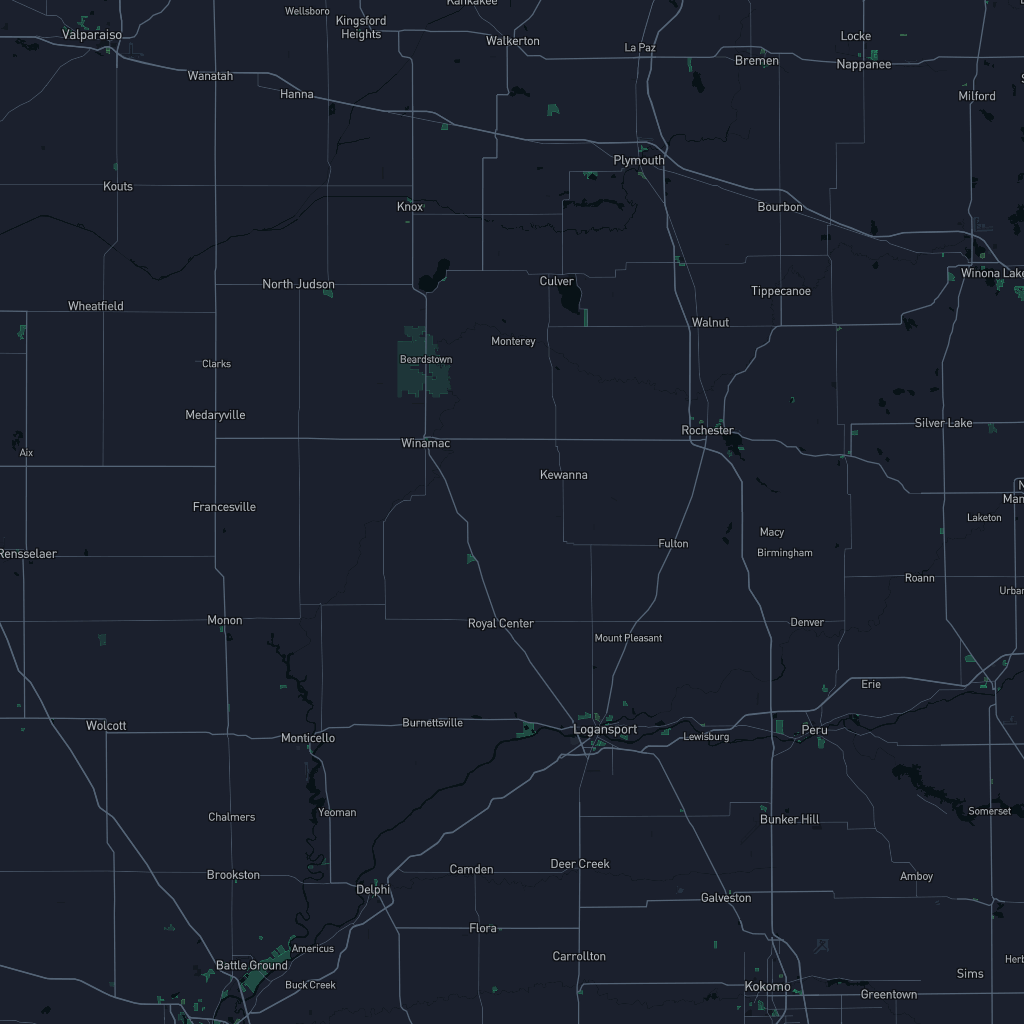 Kankakee
Wellsboro
Kingsford
Heights
Valparaiso
Walkerton
La Paz
Locke
Bremen
Nappanee
Wanatah
Hanna
Milford
Plymouth
Kouts
Knox
Bourbon
Winona Lake
Culver
North Judson
Tippecanoe
Wheatfield
Walnut
Monterey
Beardstown
Clarks
Medaryville
Silver Lake
Rochester
Winamac
Aix
Kewanna
Francesville
Laketon
Macy
Fulton
Rensselaer
Birmingham
Roann
Monon
Royal Center
Denver
Mount Pleasant
Erie
Burnettsville
Wolcott
Logansport
Peru
Monticello
Lewisburg
Somerset
Yeoman
Chalmers
Bunker Hill
Deer Creek
Camden
Brookston
Amboy
Delphi
Galveston
Flora
Americus
Carrollton
Battle Ground
Sims
Buck Creek
Kokomo
Greentown